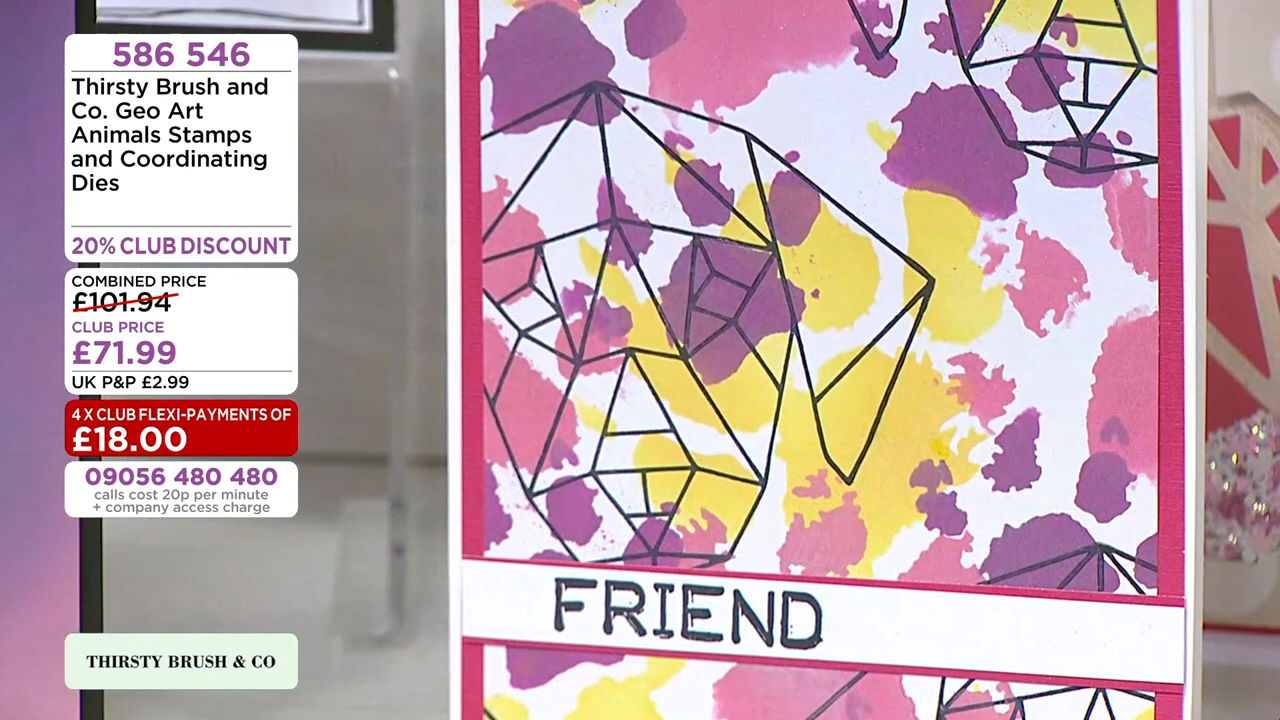 586 546
Thirsty Brush and
Co. Geo Art
Animals Stamps
and Coordinating
Dies
20% CLUB DISCOUNT
COMBINED PRICE
£101.94
CLUB PRICE
£71.99
UK P&P £2.99
4 X CLUB FLEXI-PAYMENTS OF
£18.00
09056 480 480
calls cost 20p per minute
+ company access charge
THIRSTY BRUSH & CO
FRIEND